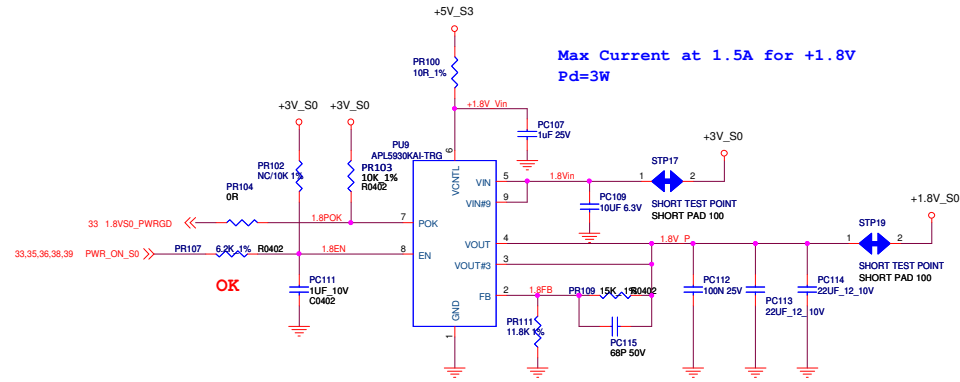 +5V_S3
Max Current at 1.5A for +1.8V
Pd=3W
PR100
10R_1%
+3V_S0
+3V_S0
+1.8V_Vin
PC107
1uF 25V
+3V_S0
PU9
APL5930KAI-TRG
6
VCNTL
PR102
NC/10K 1%
PR103
10K_1%
R0402
STP17
1
2
SHORT TEST POINT
SHORT PAD 100
VIN
5
1.8Vin
VIN#9
9
PC109
10UF 6.3V
+1.8V_S0
PR104
0R
33 1.8VS0_PWRGD
1.8POK
7
POK
VOUT
4
1.8V_P
STP19
1
2
SHORT TEST POINT
SHORT PAD 100
33,35,36,38,39 PWR_ON_S0
PR107
6.2K_1%
R0402
1.8EN
8
EN
VOUT#3
3
OK
PC111
1UF_10V
C0402
FB
2
1.8FB
PR109
15K_1%
R0402
PC112
100N 25V
PC113
22UF_12_10V
PC114
22UF_12_10V
GND
1
PR111
11.8K 1%
PC115
68P 50V